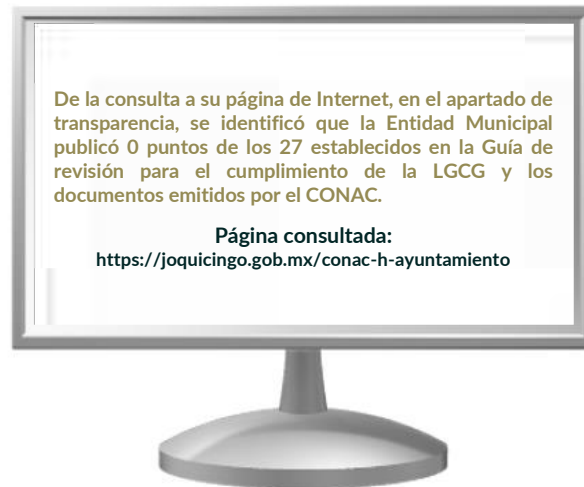 De la consulta a su página de Internet, en el apartado de
transparencia, se identificó que la Entidad Municipal
publicó 0 puntos de los 27 establecidos en la Guía de
revisión para el cumplimiento de la LGCG y los
documentos emitidos por el CONAC.
Página consultada:
https://joquicingo.gob.mx/conac-h-ayuntamiento